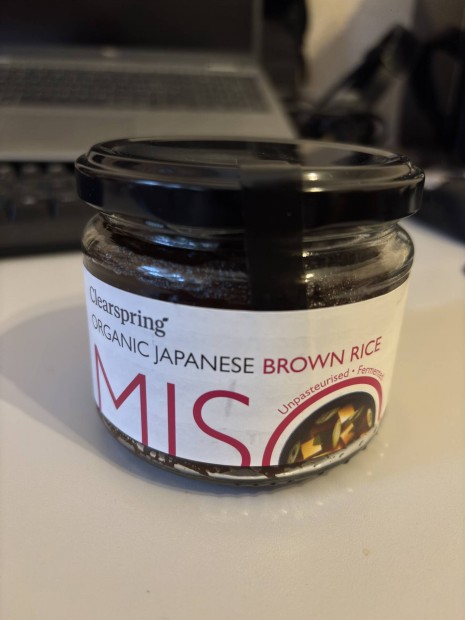 Clearspring
ORGANIC JAPANESE BROWN RICE
Unpasteurised • Fermented
MISO